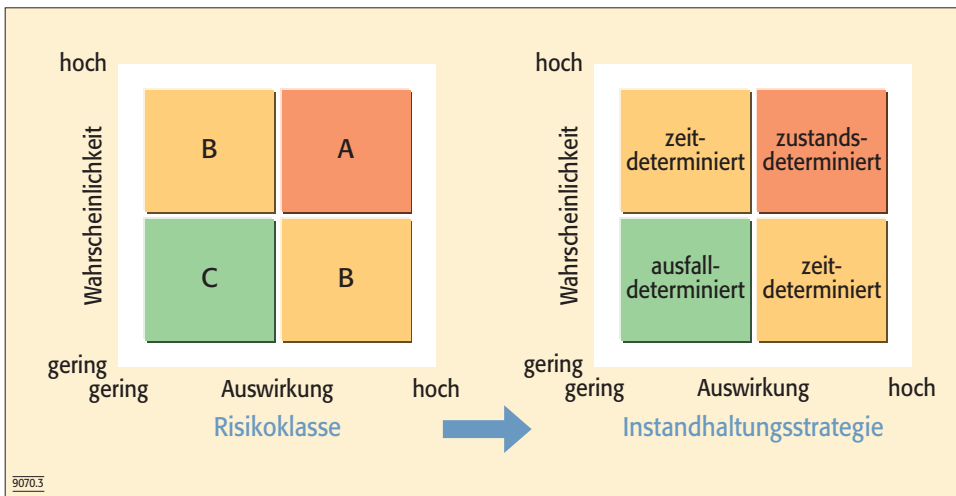 hoch
Wahrscheinlichkeit
B
A
C
B
gering
gering
Auswirkung
hoch
Risikoklasse
hoch
Wahrscheinlichkeit
zeit-
determiniert
zustands-
determiniert
ausfall-
determiniert
zeit-
determiniert
gering
gering
Auswirkung
hoch
Instandhaltungsstrategie
9070.3